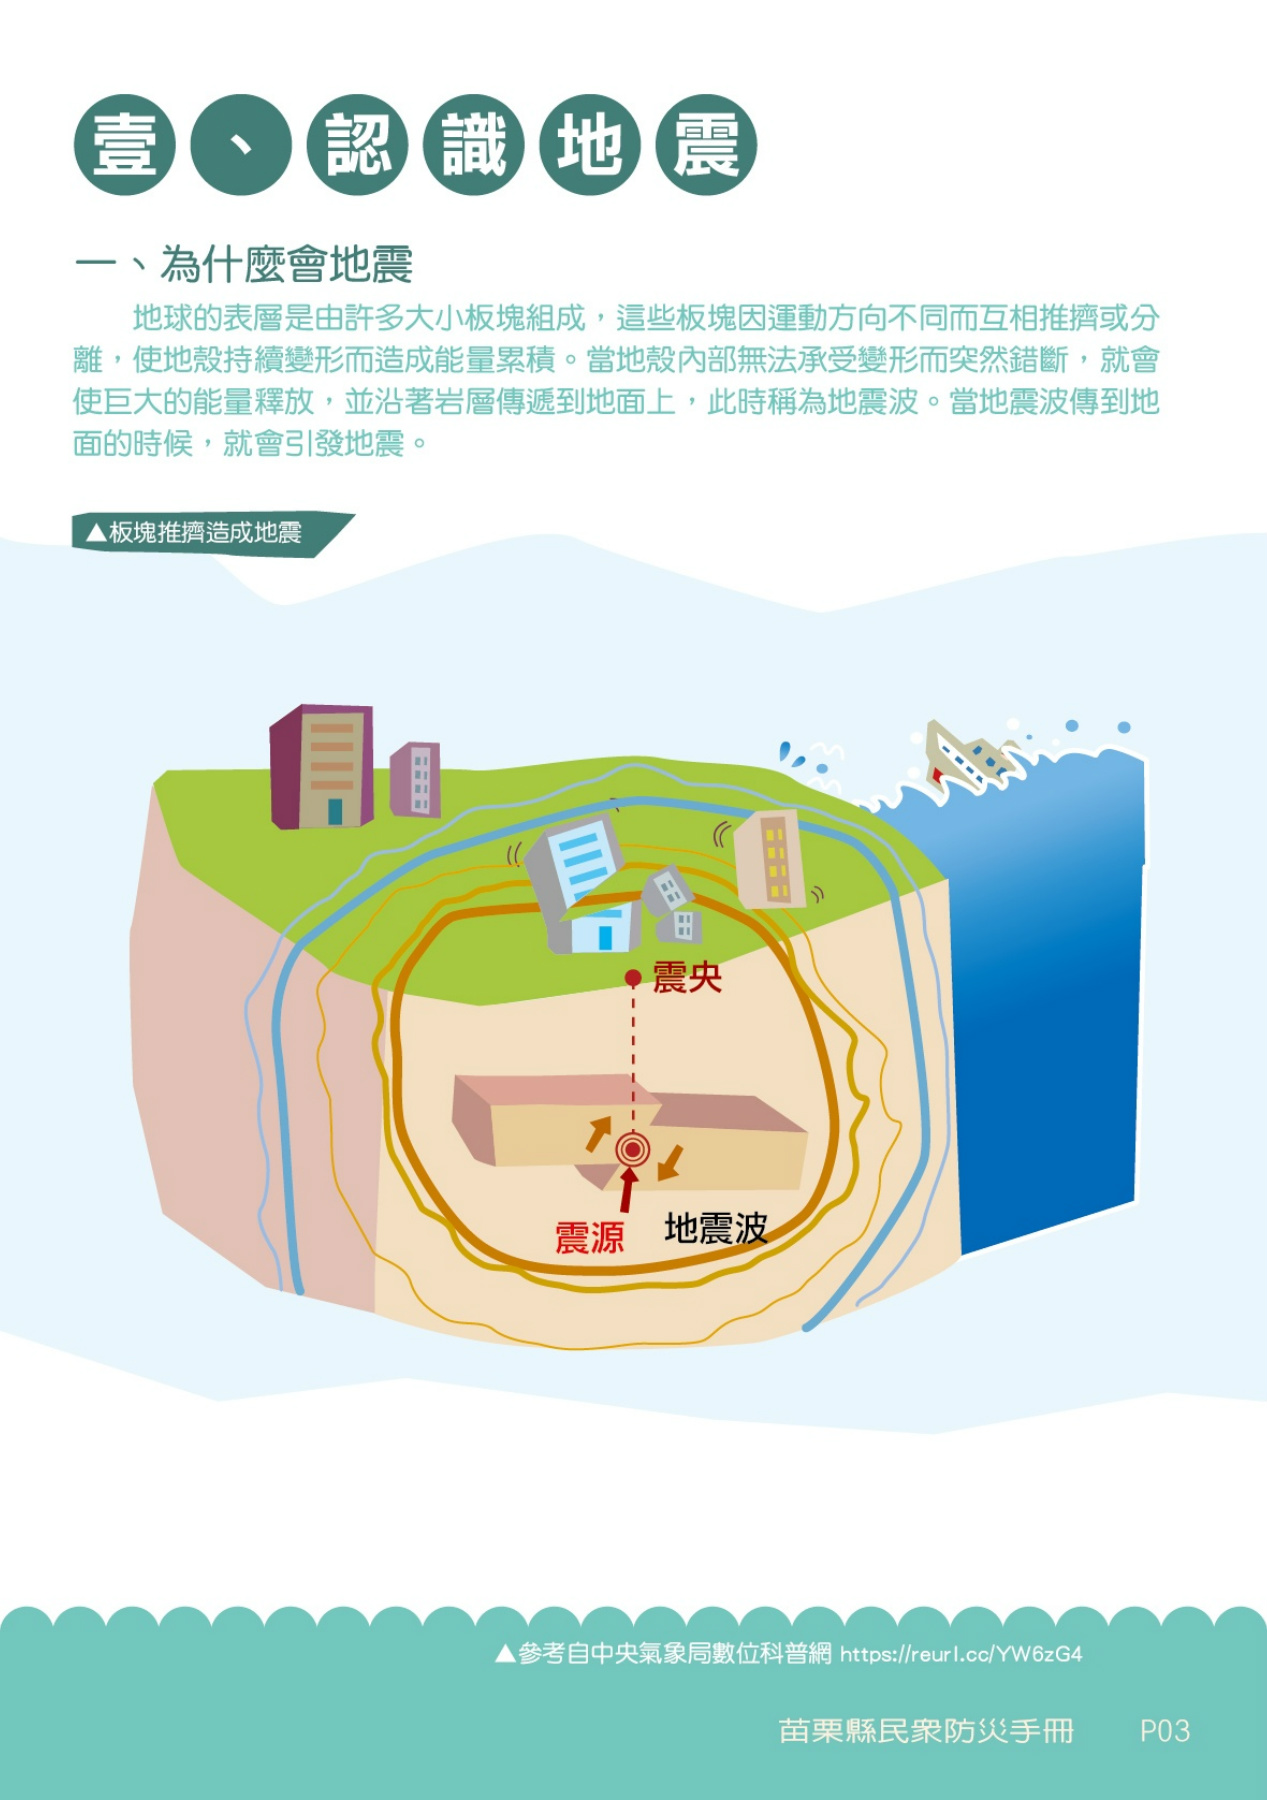 壹、認識地震
一、為什麼會地震
地球的表層是由許多大小板塊組成，這些板塊因運動方向不同而互相推擠或分
離，使地殼持續變形而造成能量累積。當地殼內部無法承受變形而突然錯斷，就會
使巨大的能量釋放，並沿著岩層傳遞到地面上，此時稱為地震波。當地震波傳到地
面的時候，就會引發地震。
▲板塊推擠造成地震
震央
震源
地震波
▲參考自中央氣象局數位科普網 https://reurl.cc/YW6zG4
苗栗縣民眾防災手冊 P03